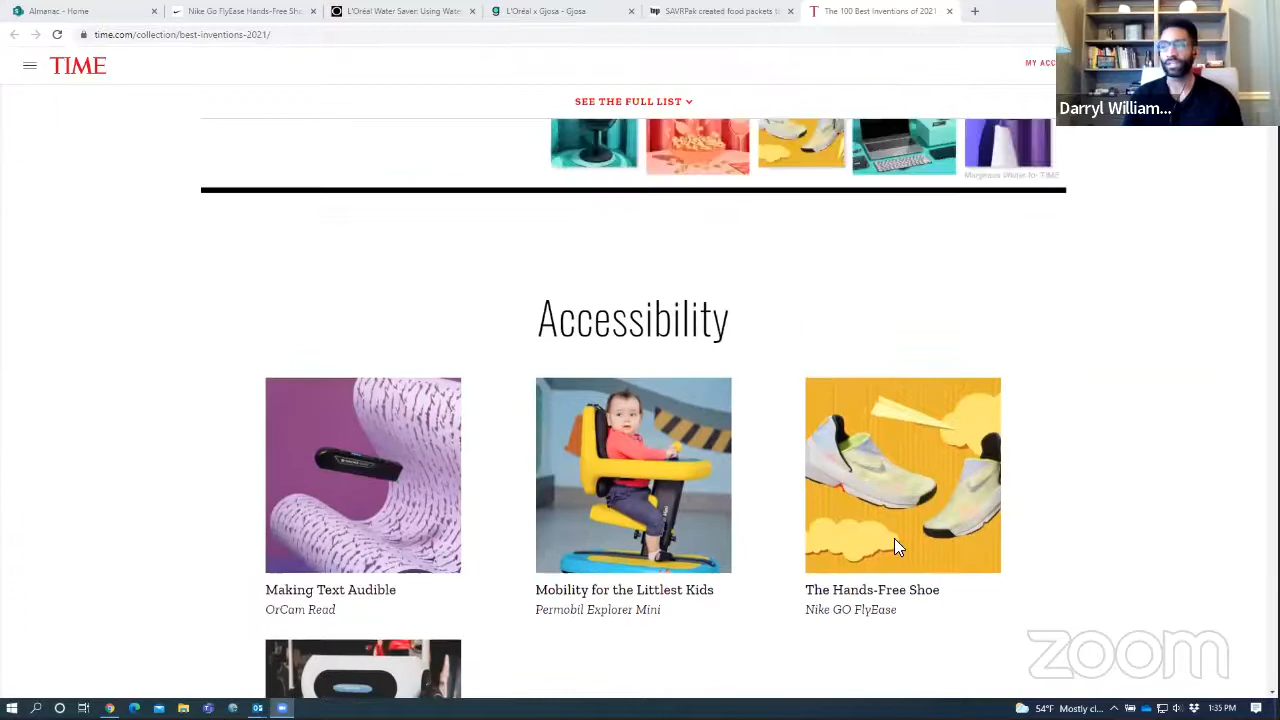 Almanac - Home
Nike Go FlyEase Hands-Free Sho
L'Oréal Water Saver: Using Wate
L'Oréal x Gjosa - Gjosa
SAVRPak created food packets to
The 100 Best Inventions of 2021
time.com/collection/best-inventions-2021/
TIME
MY ACC
SEE THE FULL LIST
Darryl William...
Accessibility
Making Text Audible
OrCam Read
Mobility for the Littlest Kids
Permobil Explorer Mini
The Hands-Free Shoe
Nike GO FlyEase
zoom
54°F Mostly cl...
1:35 PM